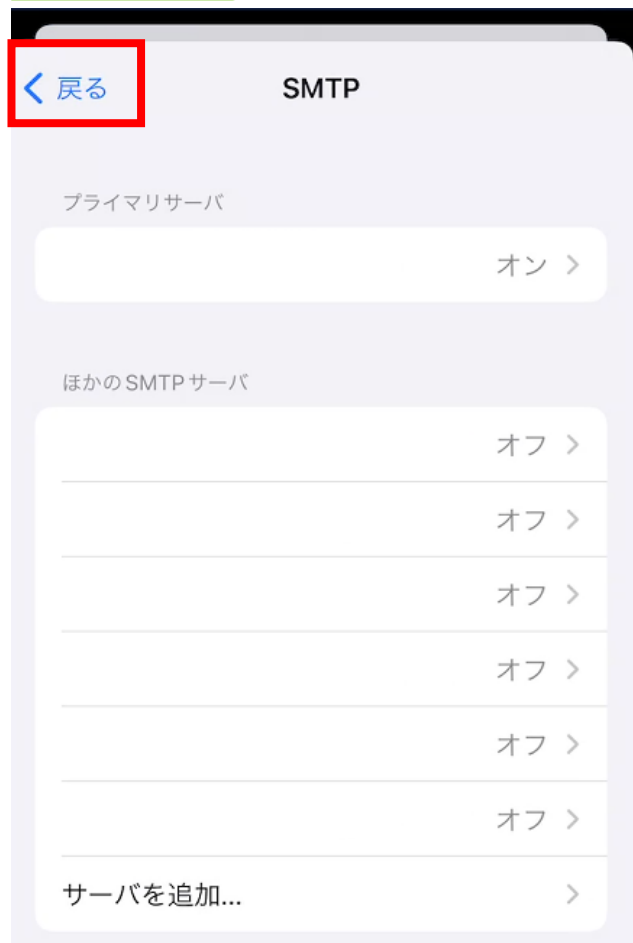 戻る SMTP
プライマリサーバ
オン
ほかのSMTPサーバ
オフ
オフ
オフ
オフ
オフ
オフ
サーバを追加...